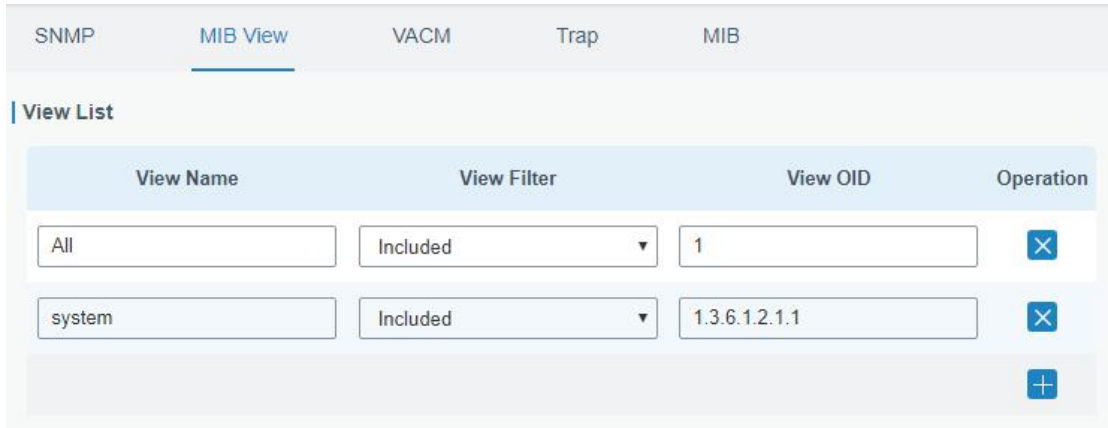 SNMP MIB View VACM Trap MIB
View List
View Name View Filter View OID Operation
All Included 1
system Included 1.3.6.1.2.1.1